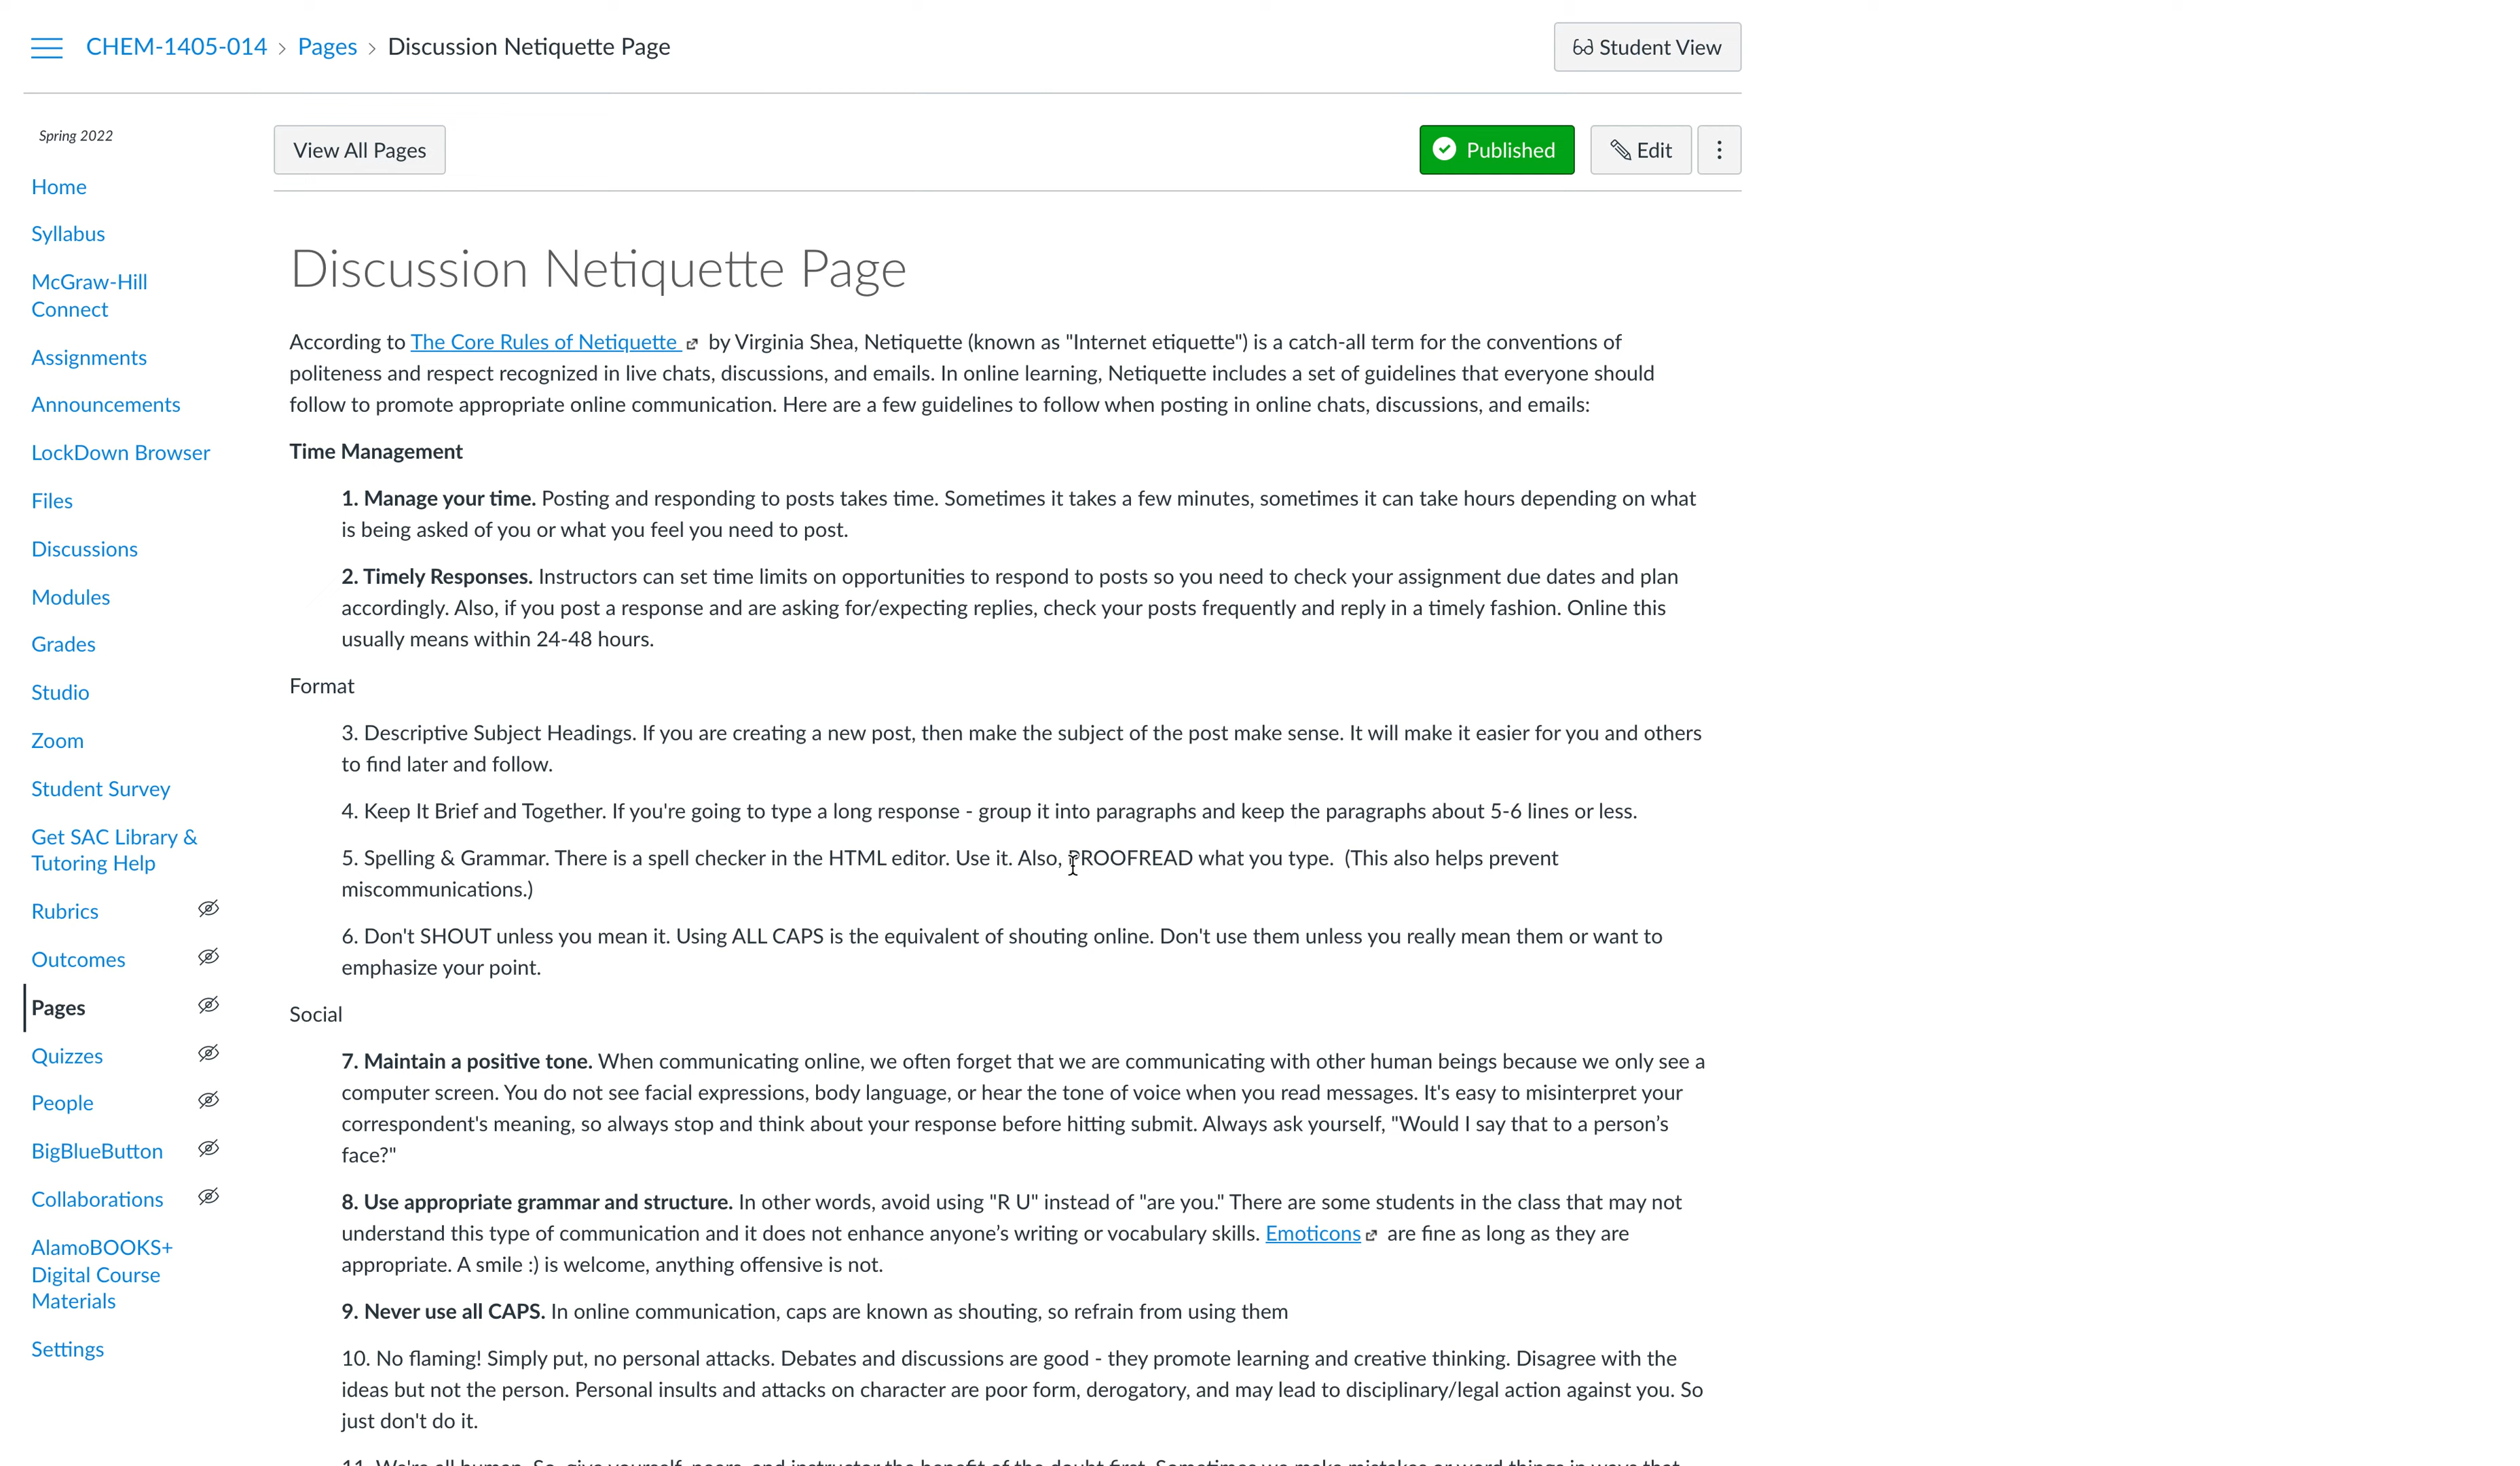 CHEM-1405-014 > Pages > Discussion Netiquette Page
Student View
Spring 2022
Home
Syllabus
McGraw-Hill
Connect
Assignments
Announcements
LockDown Browser
Files
Discussions
Modules
Grades
Studio
Zoom
Student Survey
Get SAC Library &
Tutoring Help
Rubrics
Outcomes
Pages
Quizzes
People
BigBlueButton
Collaborations
AlamoBOOKS+
Digital Course
Materials
Settings
View All Pages
Published
Edit
Discussion Netiquette Page
According to The Core Rules of Netiquette by Virginia Shea, Netiquette (known as "Internet etiquette") is a catch-all term for the conventions of
politeness and respect recognized in live chats, discussions, and emails. In online learning, Netiquette includes a set of guidelines that everyone should
follow to promote appropriate online communication. Here are a few guidelines to follow when posting in online chats, discussions, and emails:
Time Management
1. Manage your time. Posting and responding to posts takes time. Sometimes it takes a few minutes, sometimes it can take hours depending on what
is being asked of you or what you feel you need to post.
2. Timely Responses. Instructors can set time limits on opportunities to respond to posts so you need to check your assignment due dates and plan
accordingly. Also, if you post a response and are asking for/expecting replies, check your posts frequently and reply in a timely fashion. Online this
usually means within 24-48 hours.
Format
3. Descriptive Subject Headings. If you are creating a new post, then make the subject of the post make sense. It will make it easier for you and others
to find later and follow.
4. Keep It Brief and Together. If you're going to type a long response - group it into paragraphs and keep the paragraphs about 5-6 lines or less.
5. Spelling & Grammar. There is a spell checker in the HTML editor. Use it. Also, PROOFREAD what you type. (This also helps prevent
miscommunications.)
6. Don't SHOUT unless you mean it. Using ALL CAPS is the equivalent of shouting online. Don't use them unless you really mean them or want to
emphasize your point.
Social
7. Maintain a positive tone. When communicating online, we often forget that we are communicating with other human beings because we only see a
computer screen. You do not see facial expressions, body language, or hear the tone of voice when you read messages. It's easy to misinterpret your
correspondent's meaning, so always stop and think about your response before hitting submit. Always ask yourself, "Would I say that to a person’s
face?"
8. Use appropriate grammar and structure. In other words, avoid using "R U" instead of "are you." There are some students in the class that may not
understand this type of communication and it does not enhance anyone’s writing or vocabulary skills. Emoticons are fine as long as they are
appropriate. A smile :) is welcome, anything offensive is not.
9. Never use all CAPS. In online communication, caps are known as shouting, so refrain from using them
10. No flaming! Simply put, no personal attacks. Debates and discussions are good - they promote learning and creative thinking. Disagree with the
ideas but not the person. Personal insults and attacks on character are poor form, derogatory, and may lead to disciplinary/legal action against you. So
just don't do it.
11. We're all human. So, give yourself, peers, and instructor the benefit of the doubt first. Sometimes we make mistakes or word things in ways that